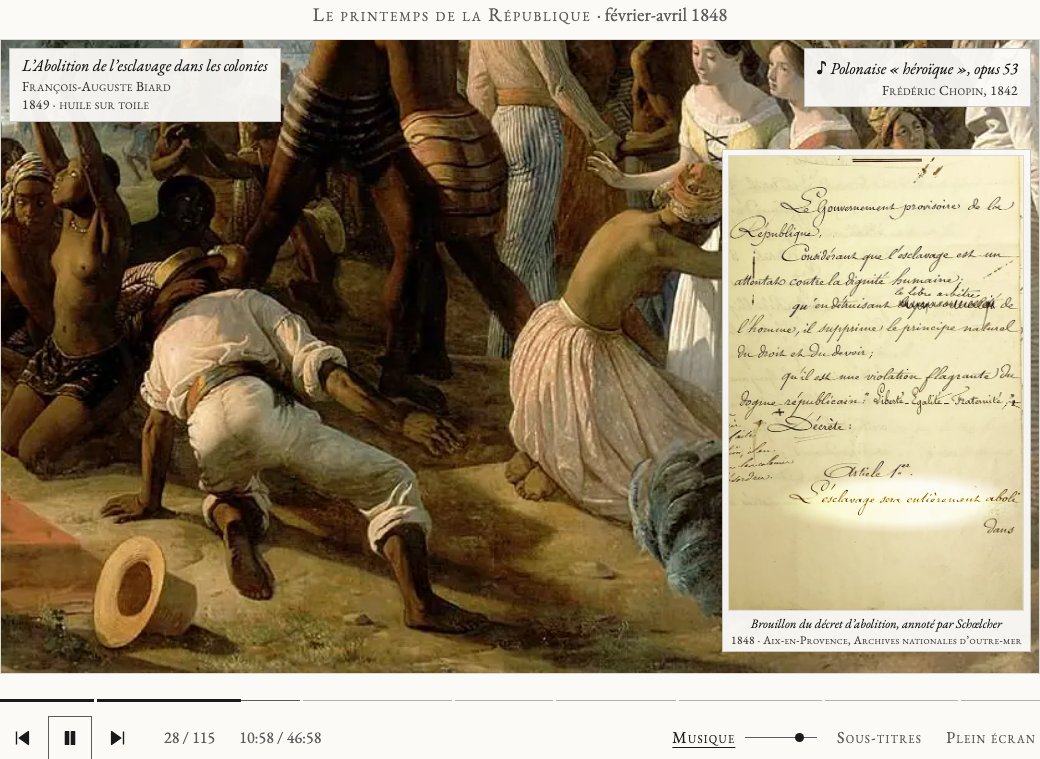 Le printemps de la République · février-avril 1848
L'Abolition de l'esclavage dans les colonies
François-Auguste Biard
1849 · huile sur toile
♪ Polonaise « héroïque », opus 53
Frédéric Chopin, 1842
Le Gouvernement provisoire de la
République,
Considérant que l'esclavage est un
attentat contre la dignité humaine;
le libre arbitre
qu'en détruisant de
l'homme, il supprime le principe naturel
du droit et du devoir;
qu'il est une violation flagrante du
dogme républicain: "Liberté-Egalité-Fraternité;"
Décrète:
Article 1er.
L'esclavage sera entièrement aboli
dans
Brouillon du décret d'abolition, annoté par Schœlcher
1848 · Aix-en-Provence, Archives nationales d'outre-mer
28 / 115
10:58 / 46:58
Musique
Sous-titres
Plein écran